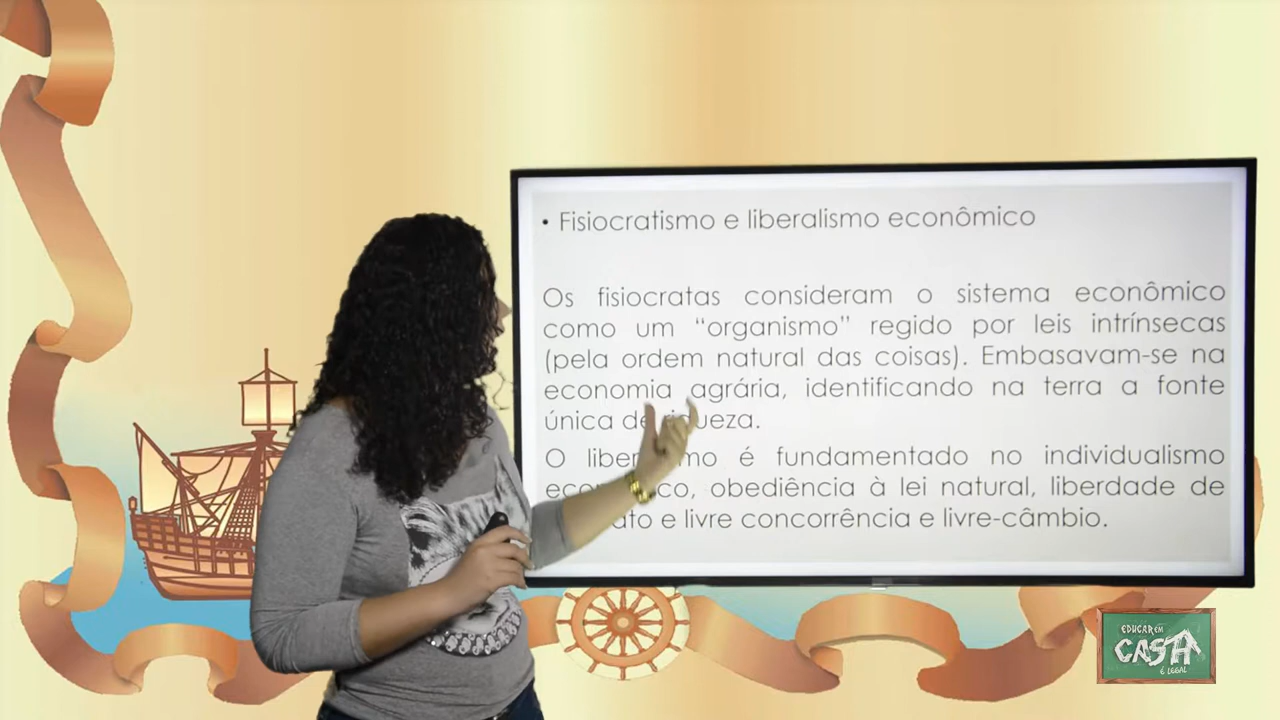 • Fisiocratismo e liberalismo econômico
Os fisiocratas consideram o sistema econômico
como um “organismo” regido por leis intrínsecas
(pela ordem natural das coisas). Embasavam-se na
economia agrária, identificando na terra a fonte
única
O é fundamentado no individualismo
obediência à lei natural, liberdade de
e livre concorrência e livre-câmbio.
EDUCAR EM
CASA
É LEGAL